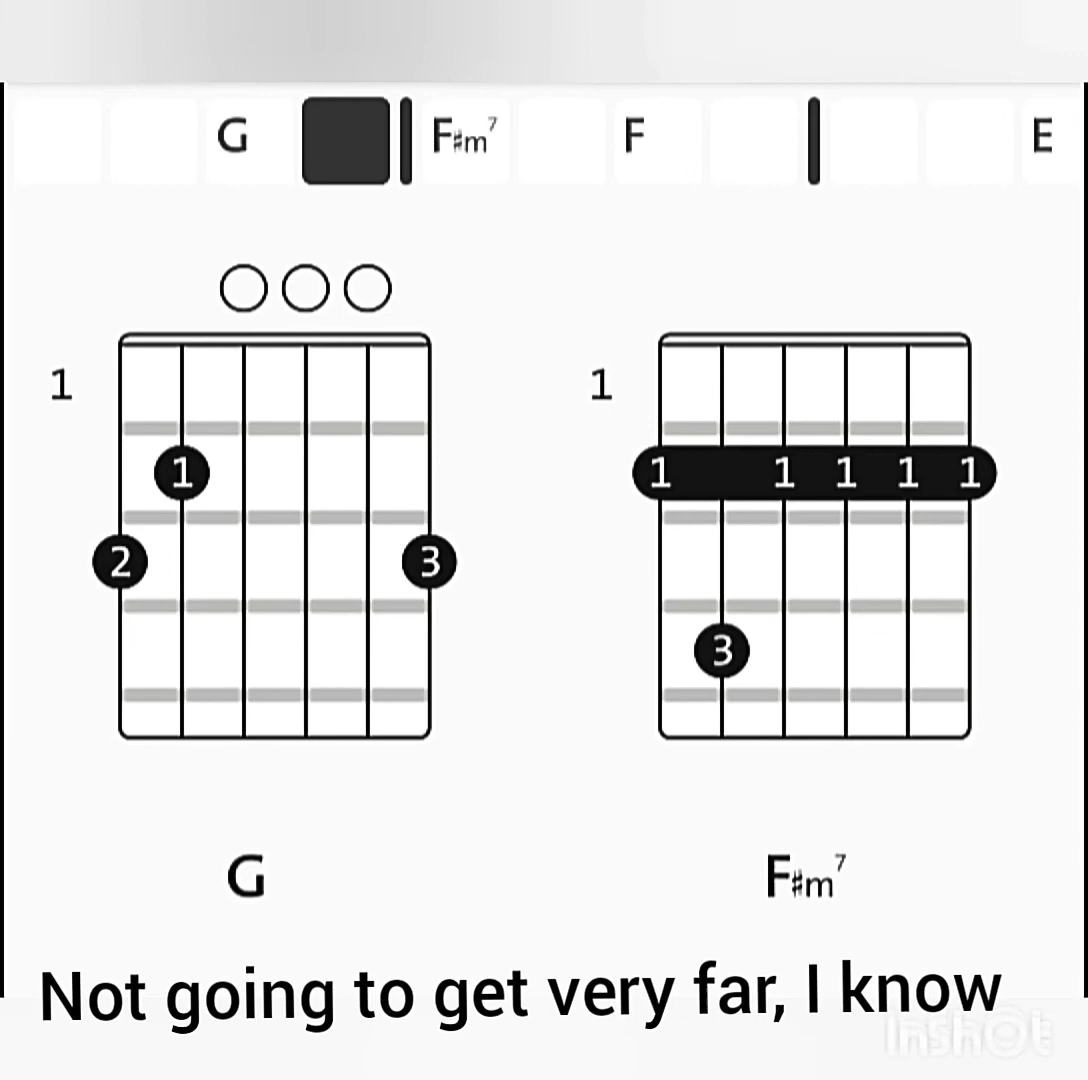 G F♯m⁷ F E
1 1
1 1 1 1 1 1
2 3
3
G F♯m⁷
Not going to get very far, I know
InShOt